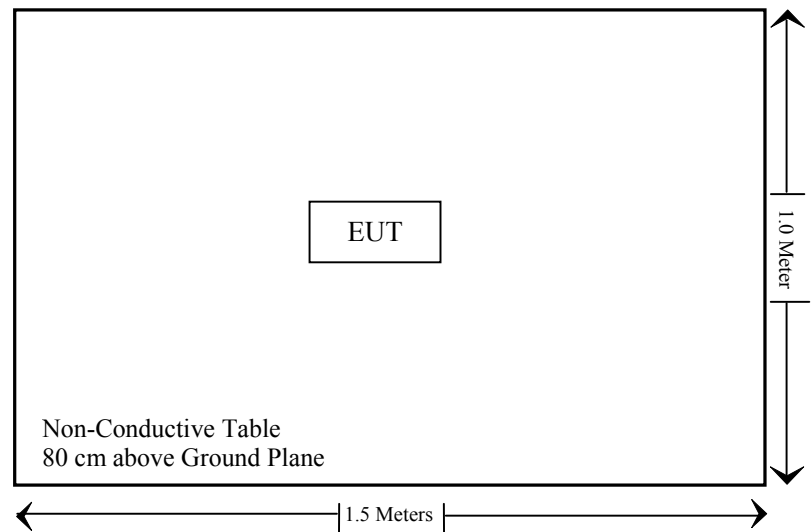 EUT
1.0 Meter
Non-Conductive Table
80 cm above Ground Plane
1.5 Meters